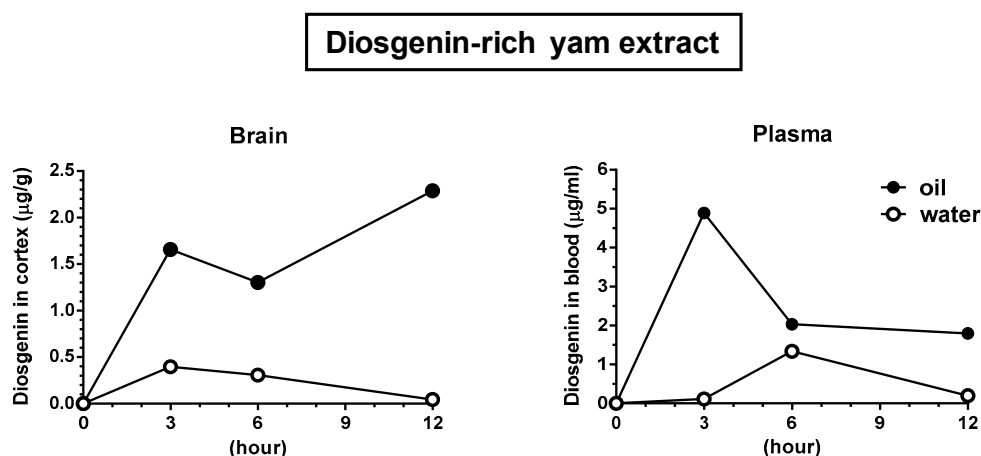 Diosgenin-rich yam extract
Brain
Diosgenin in cortex (μg/g)
2.5
2.0
1.5
1.0
0.5
0.0
0 3 6 9 12
(hour)
Plasma
Diosgenin in blood (μg/ml)
6
5
4
3
2
1
0
0 3 6 9 12
(hour)
oil
water